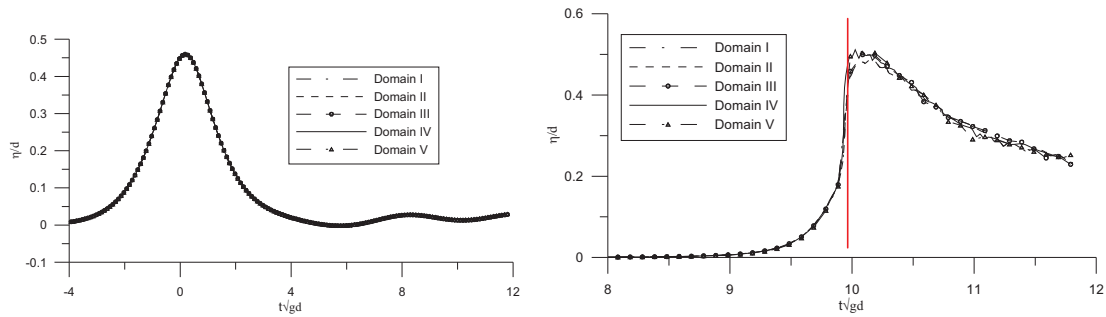 0.5
0.4
0.3
0.2
0.1
0
-0.1
η/d
-4
0
4
8
12
t√gd
Domain I
Domain II
Domain III
Domain IV
Domain V
0.6
0.4
0.2
0
η/d
8
9
10
11
12
t√gd
Domain I
Domain II
Domain III
Domain IV
Domain V